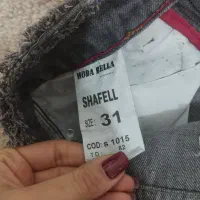 MODA BELLA
SHAFELL
SIZE: 31
COD: s 1015